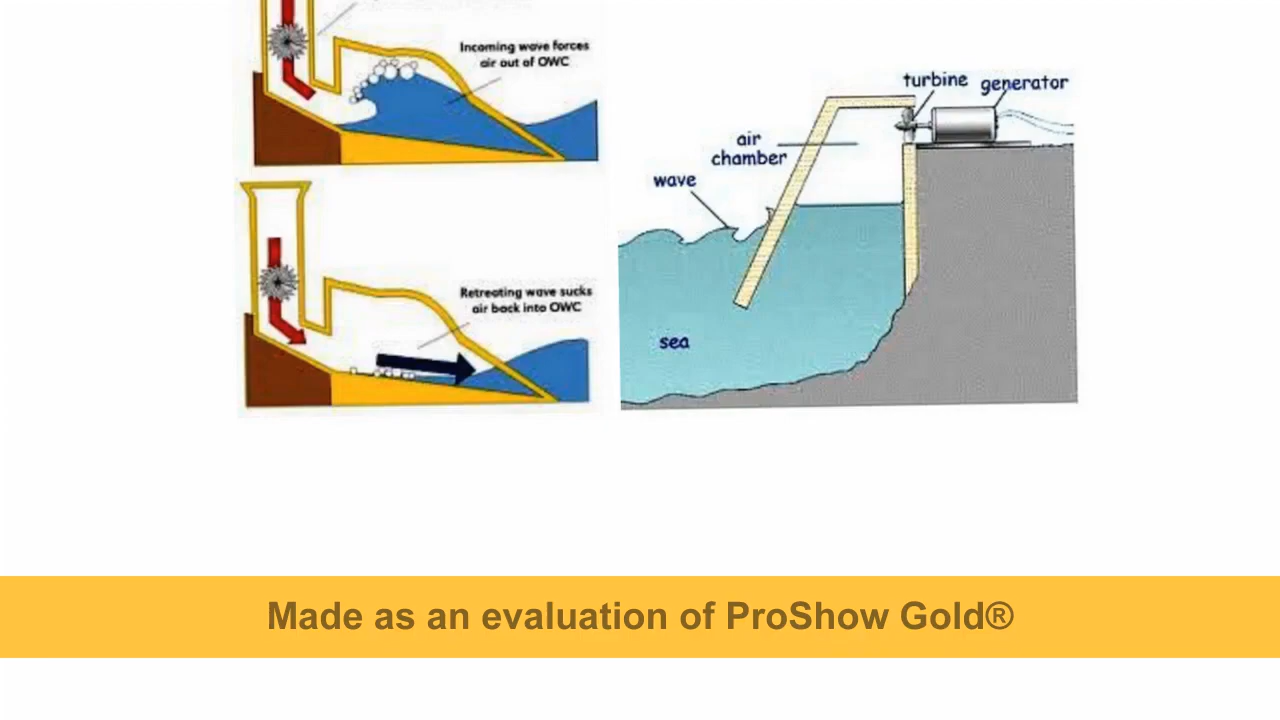 Incoming wave forces
air out of OWC
Retreating wave sucks
air back into OWC
turbine
generator
air
chamber
wave
sea
Made as an evaluation of ProShow Gold®